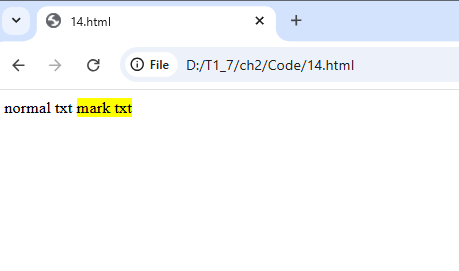 14.html
File D:/T1_7/ch2/Code/14.html
normal txt mark txt